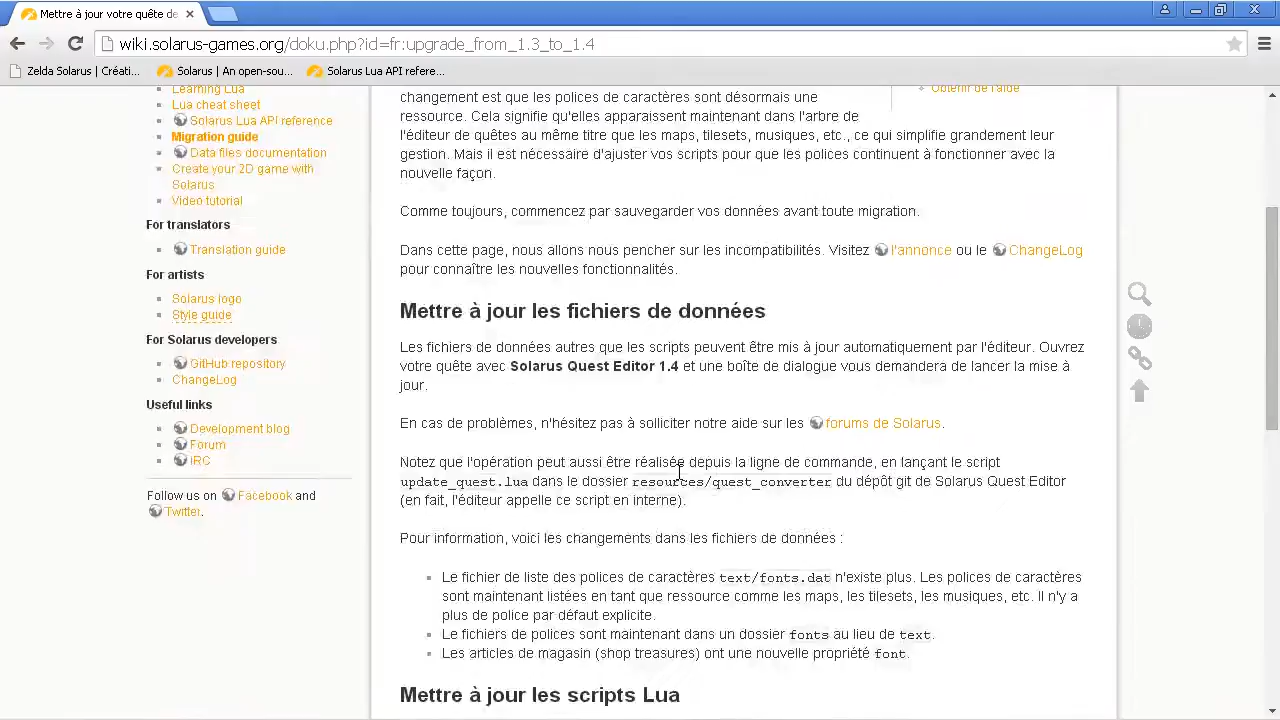 Mettre à jour votre quête de
wiki.solarus-games.org/doku.php?id=fr:upgrade_from_1.3_to_1.4
Zelda Solarus | Créati...
Solarus | An open-sou...
Solarus Lua API refere...
Learning Lua
Lua cheat sheet
Solarus Lua API reference
Migration guide
Data files documentation
Create your 2D game with
Solarus
Video tutorial
For translators
Translation guide
For artists
Solarus logo
Style guide
For Solarus developers
GitHub repository
ChangeLog
Useful links
Development blog
Forum
IRC
Follow us on Facebook and
Twitter.
Obtenir de l'aide
changement est que les polices de caractères sont désormais une
ressource. Cela signifie qu'elles apparaissent maintenant dans l'arbre de
l'éditeur de quêtes au même titre que les maps, tilesets, musiques, etc., ce qui simplifie grandement leur
gestion. Mais il est nécessaire d'ajuster vos scripts pour que les polices continuent à fonctionner avec la
nouvelle façon.
Comme toujours, commencez par sauvegarder vos données avant toute migration.
Dans cette page, nous allons nous pencher sur les incompatibilités. Visitez l'annonce ou le ChangeLog
pour connaître les nouvelles fonctionnalités.
Mettre à jour les fichiers de données
Les fichiers de données autres que les scripts peuvent être mis à jour automatiquement par l'éditeur. Ouvrez
votre quête avec Solarus Quest Editor 1.4 et une boîte de dialogue vous demandera de lancer la mise à
jour.
En cas de problèmes, n'hésitez pas à solliciter notre aide sur les forums de Solarus.
Notez que l'opération peut aussi être réalisée depuis la ligne de commande, en lançant le script
update_quest.lua dans le dossier resources/quest_converter du dépôt git de Solarus Quest Editor
(en fait, l'éditeur appelle ce script en interne).
Pour information, voici les changements dans les fichiers de données :
Le fichier de liste des polices de caractères text/fonts.dat n'existe plus. Les polices de caractères
sont maintenant listées en tant que ressource comme les maps, les tilesets, les musiques, etc. Il n'y a
plus de police par défaut explicite.
Le fichiers de polices sont maintenant dans un dossier fonts au lieu de text.
Les articles de magasin (shop treasures) ont une nouvelle propriété font.
Mettre à jour les scripts Lua